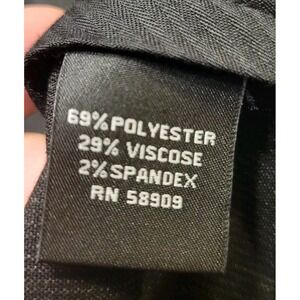 69% POLYESTER
29% VISCOSE
2% SPANDEX
RN 58909